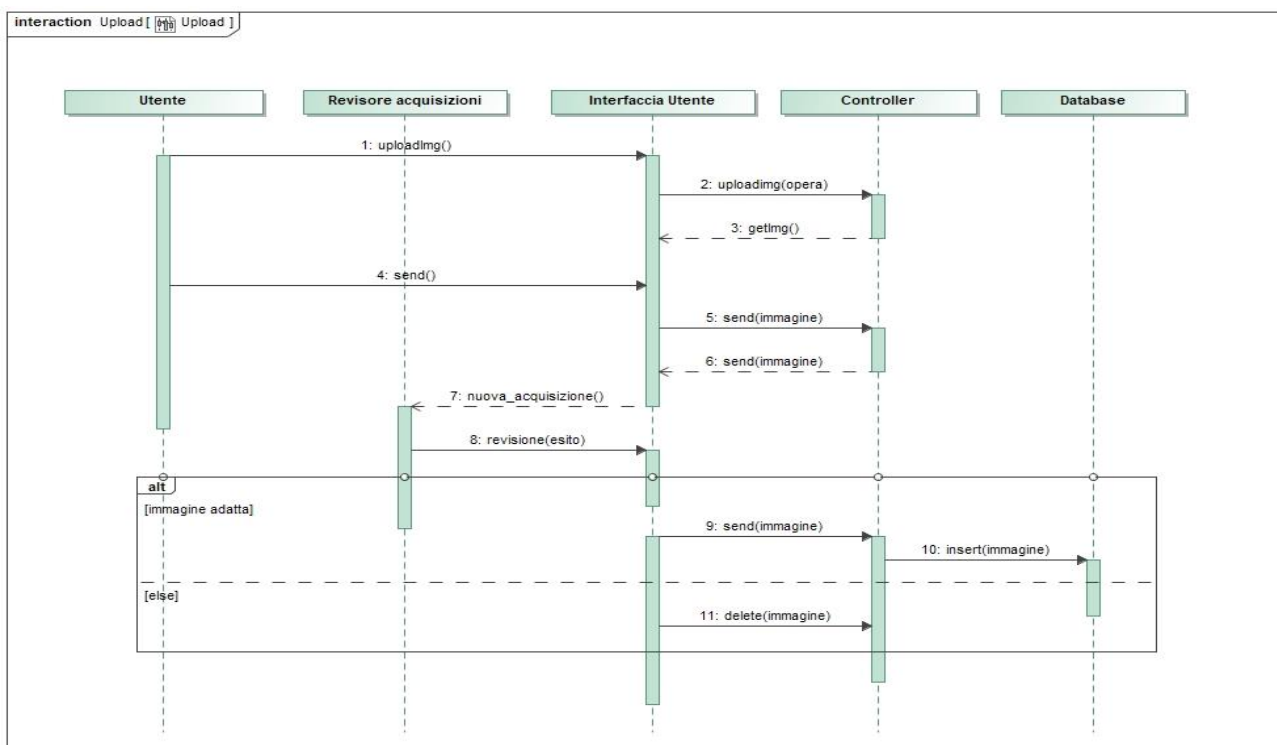 interaction Upload [ Upload ]
Utente
Revisore acquisizioni
Interfaccia Utente
Controller
Database
1: uploadImg()
2: uploadimg(opera)
3: getImg()
4: send()
5: send(immagine)
6: send(immagine)
7: nuova_acquisizione()
8: revisione(esito)
alt
[immagine adatta]
9: send(immagine)
10: insert(immagine)
[else]
11: delete(immagine)